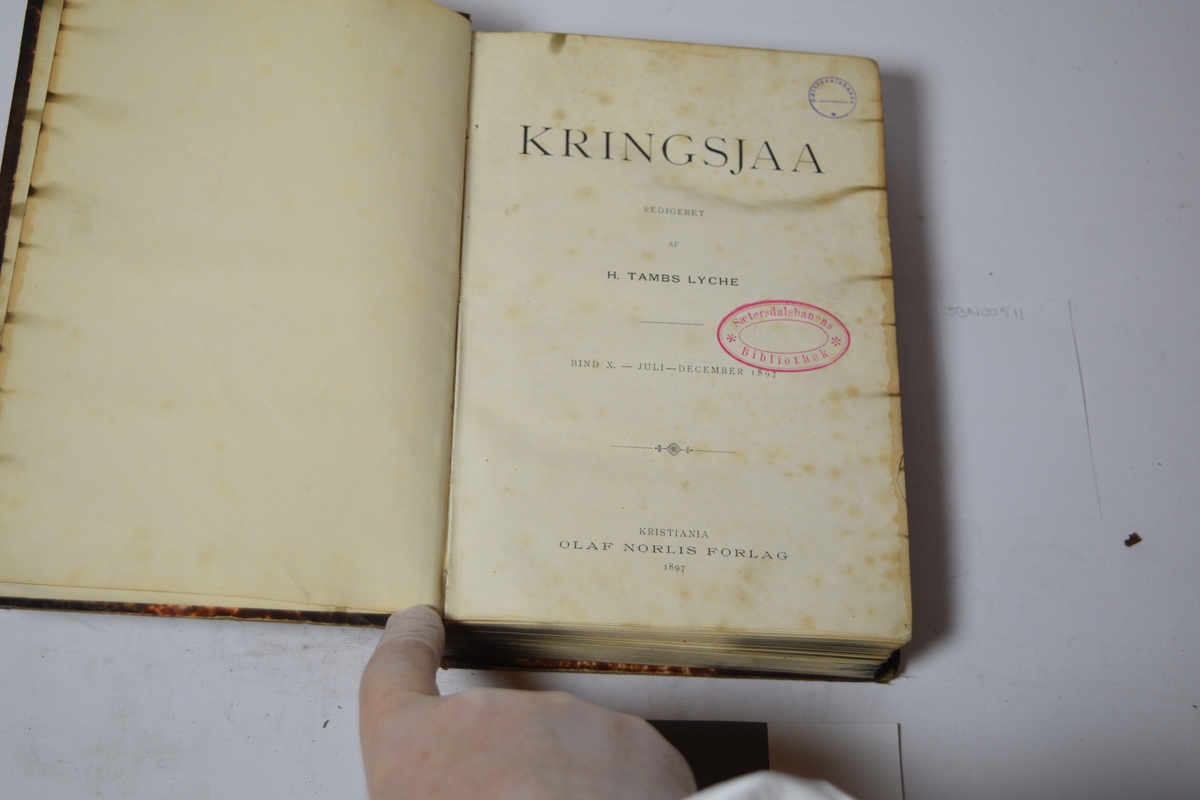 KRINGSJAA
REDIGERET
AF
H. TAMBS LYCHE
Sætersdalsbanens
Bibliothek
BIND X. — JULI—DECEMBER 1897
KRISTIANIA
OLAF NORLIS FORLAG
1897